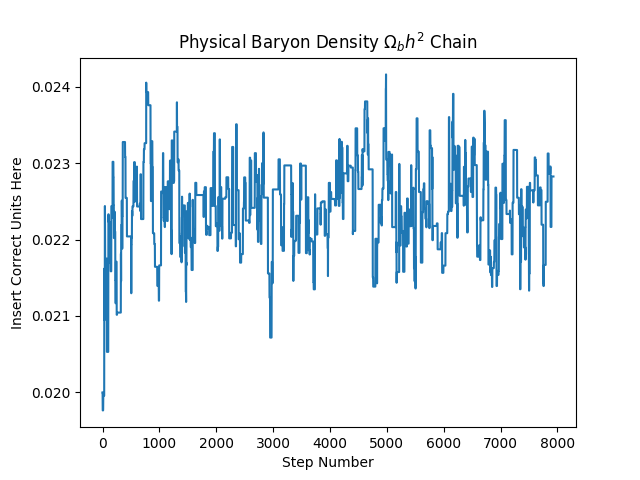 Physical Baryon Density $\Omega_b h^2$ Chain
Insert Correct Units Here
0.024
0.023
0.022
0.021
0.020
0 1000 2000 3000 4000 5000 6000 7000 8000
Step Number